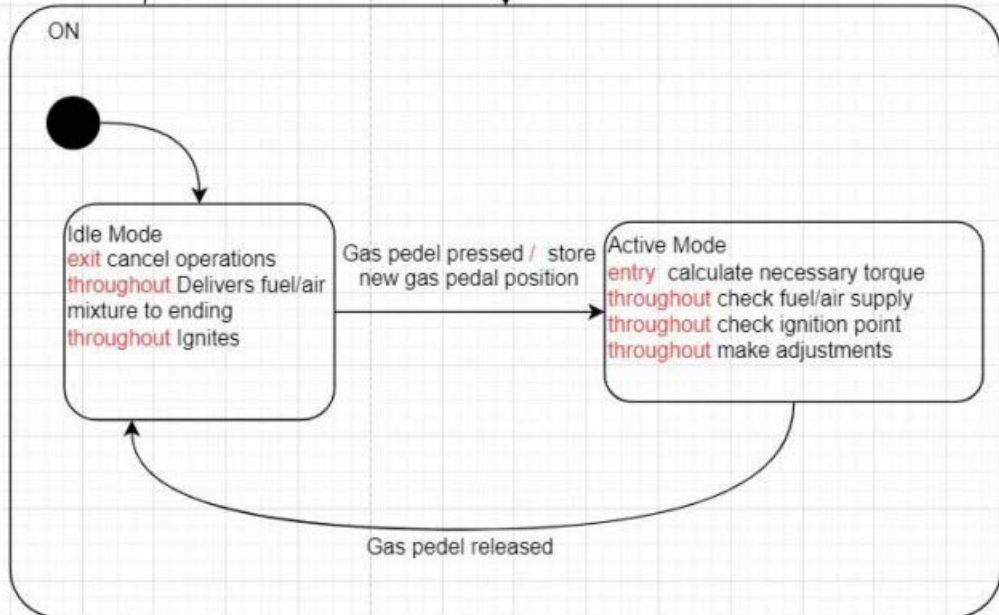 ON
Idle Mode
exit cancel operations
throughout Delivers fuel/air
mixture to ending
throughout Ignites
Gas pedel pressed / store
new gas pedal position
Active Mode
entry calculate necessary torque
throughout check fuel/air supply
throughout check ignition point
throughout make adjustments
Gas pedel released